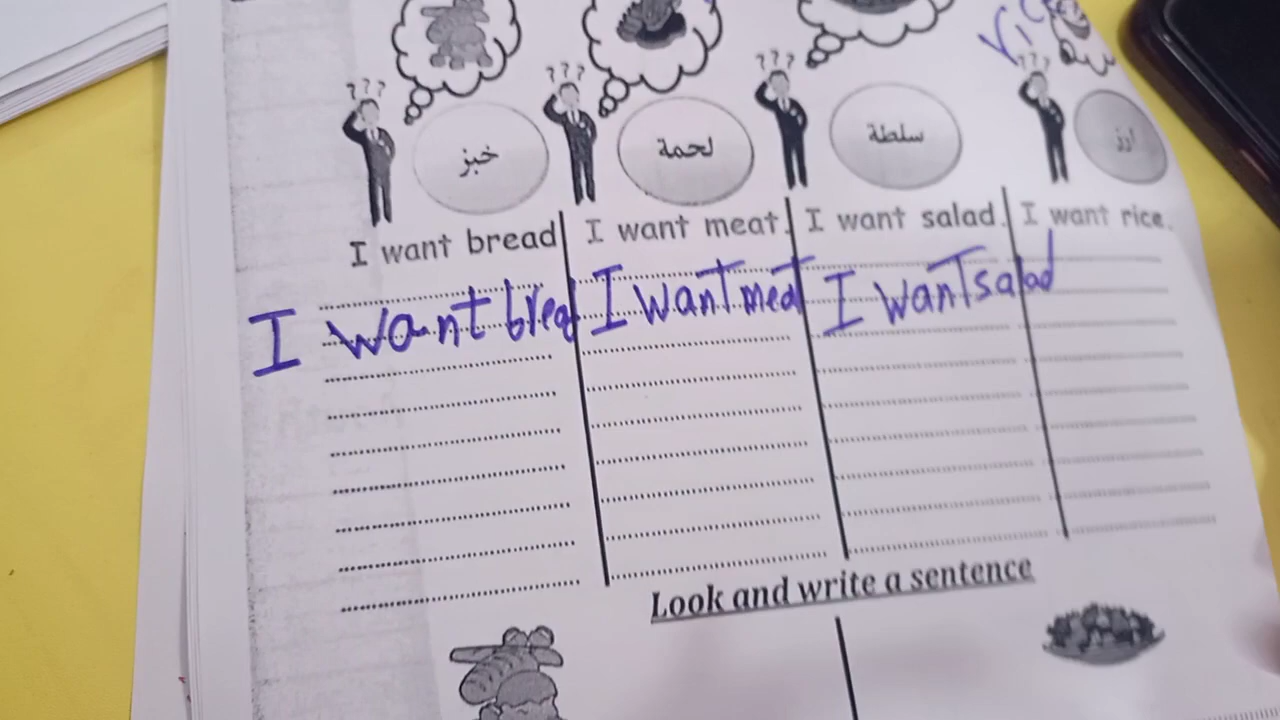 ???
???
???
???
خبز
لحمة
سلطة
ارز
I want bread
I want meat.
I want salad.
I want rice.
I want bread
I want meat
I want salad
Look and write a sentence